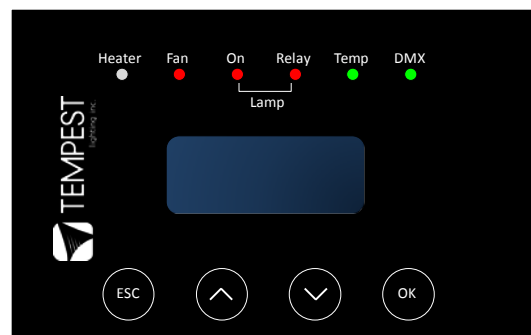 Heater Fan On Relay Temp DMX
Lamp
TEMPEST
lighting inc.
ESC OK